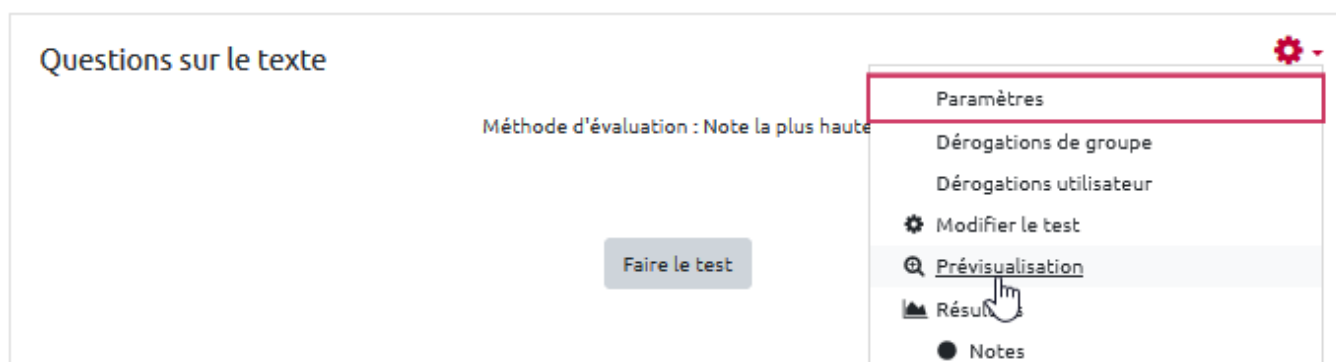 Questions sur le texte
Méthode d'évaluation : Note la plus haute
Faire le test
Paramètres
Dérogations de groupe
Dérogations utilisateur
Modifier le test
Prévisualisation
Notes